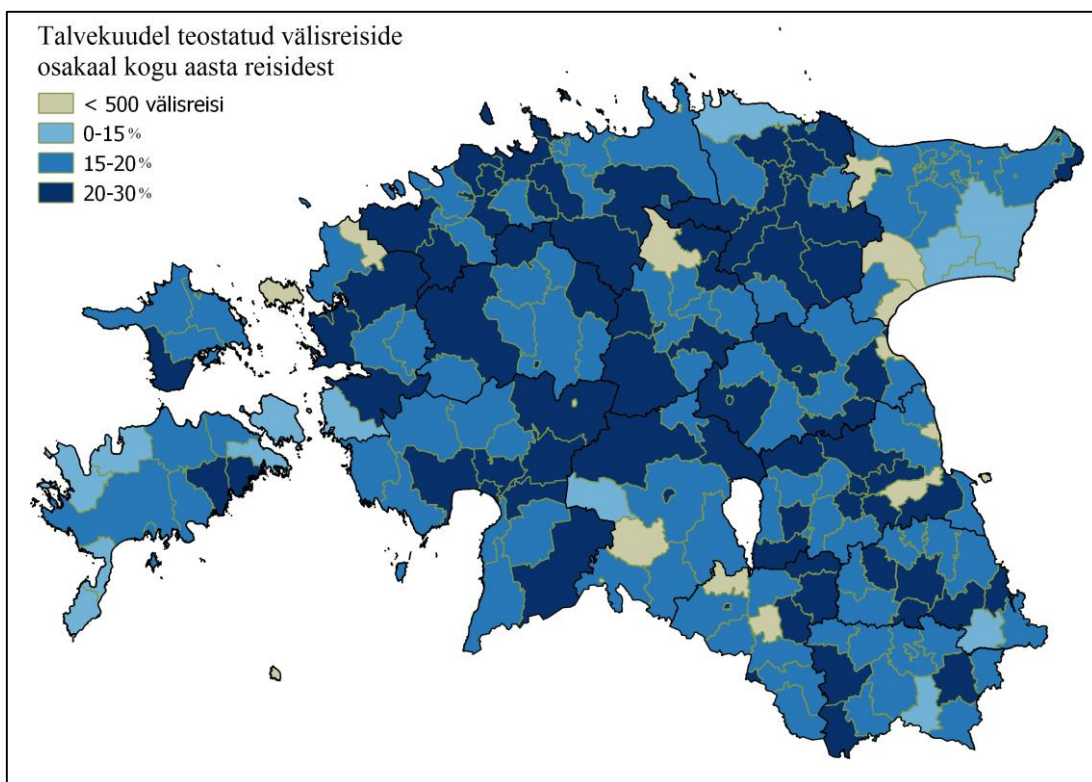 Talvekuudel teostatud välisreiside
osakaal kogu aasta reisidest
< 500 välisreisi
0-15 %
15-20 %
20-30 %